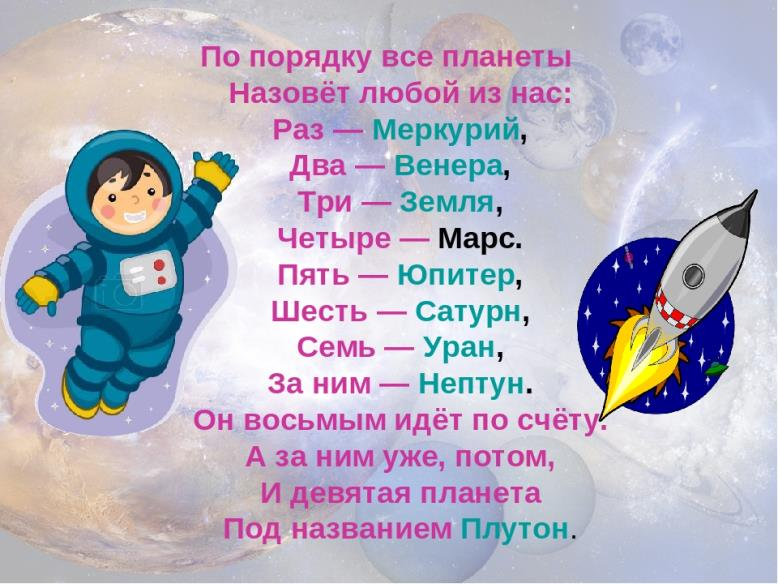 По порядку все планеты
Назовёт любой из нас:
Раз — Меркурий,
Два — Венера,
Три — Земля,
Четыре — Марс.
Пять — Юпитер,
Шесть — Сатурн,
Семь — Уран,
За ним — Нептун.
Он восьмым идёт по счёту.
А за ним уже, потом,
И девятая планета
Под названием Плутон.